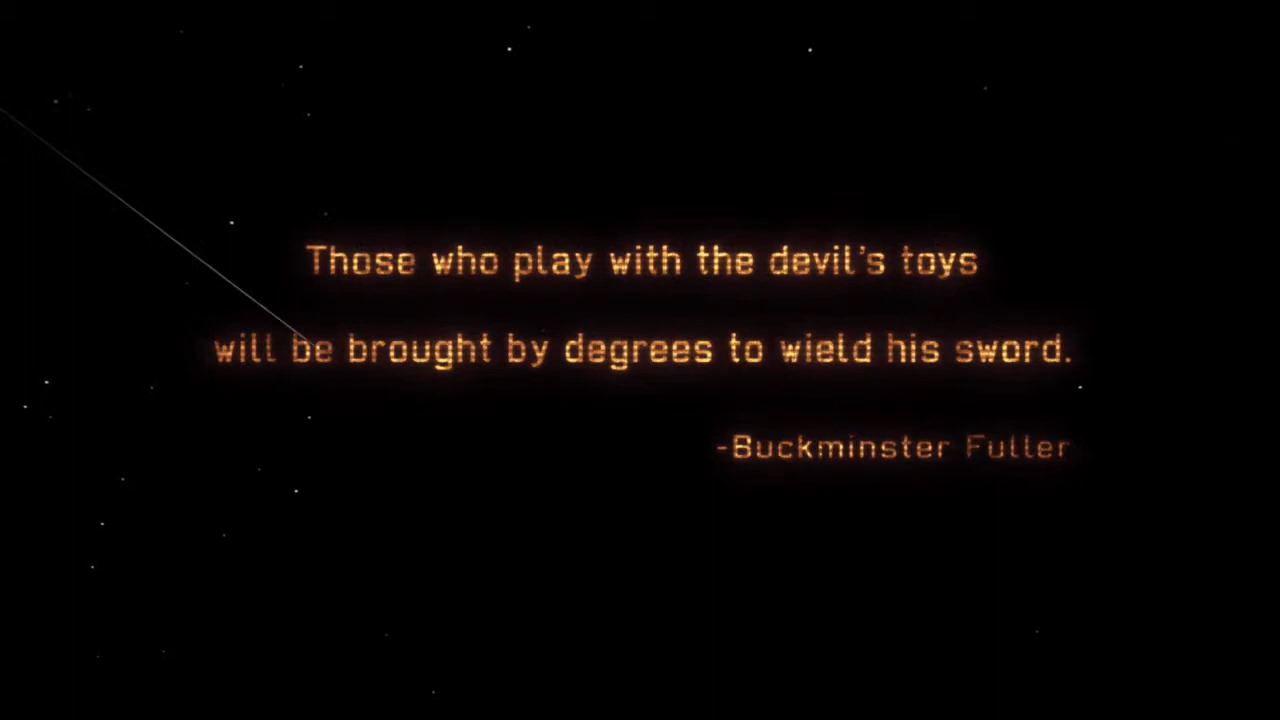 Those who play with the devil's toys
will be brought by degrees to wield his sword.
-Buckminster Fuller